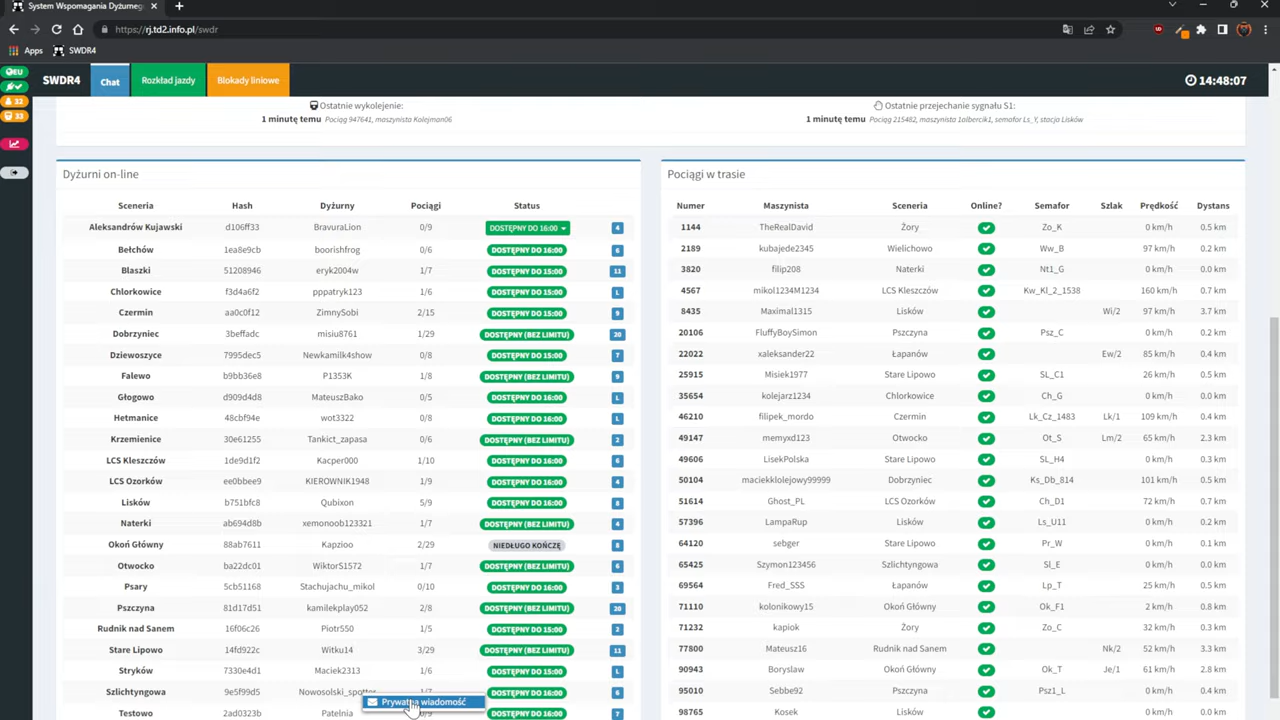 System Wspomagania Dyżurneg
https://rj.td2.info.pl/swdr
Apps SWDR4
EU SWDR4 Chat Rozkład jazdy Blokady liniowe 14:48:07
32
33
Ostatnie wykolejenie: Ostatnie przejechanie sygnału S1:
1 minutę temu Pociąg 947641, maszynista Kolejman06 1 minutę temu Pociąg 215482, maszynista 1albercik1, semafor Ls_Y, stacja Lisków
Dyżurni on-line Pociągi w trasie
Sceneria Hash Dyżurny Pociągi Status Numer Maszynista Sceneria Online? Semafor Szlak Prędkość Dystans
Aleksandrów Kujawski d106ff33 BravuraLion 0/9 DOSTĘPNY DO 16:00 4 1144 TheRealDavid Żory Zo_K 0 km/h 0.5 km
Bełchów 1ea8e9cb boorishfrog 0/6 DOSTĘPNY DO 16:00 6 2189 kubajede2345 Wielichowo Ww_B 97 km/h 0.2 km
Blaszki 51208946 eryk2004w 1/7 DOSTĘPNY DO 15:00 11 3820 filip208 Naterki Nt1_G 0 km/h 0.0 km
Chlorkowice f3d4a6f2 pppatryk123 1/6 DOSTĘPNY DO 15:00 L 4567 mikol1234M1234 LCS Kleszczów Kw_Kl_2_1538 160 km/h 0.7 km
Czermin aa0c0f12 ZimnySobi 2/15 DOSTĘPNY DO 15:00 9 8435 Maximal1315 Lisków Wi/2 97 km/h 3.7 km
Dobrzyniec 3beffadc misiu8761 1/29 DOSTĘPNY (BEZ LIMITU) 20 20106 FluffyBoySimon Pszczyna Psz_C 0 km/h 0.2 km
Dziewoszyce 7995dec5 Newkamilk4show 0/8 DOSTĘPNY DO 15:00 7 22022 xaleksander22 Łapanów Ew/2 85 km/h 0.4 km
Falewo b9bb36e8 P1353K 1/8 DOSTĘPNY (BEZ LIMITU) 9 25915 Misiek1977 Stare Lipowo SL_C1 26 km/h 0.5 km
Głogowo d909d4d8 MateuszBako 0/5 DOSTĘPNY DO 16:00 L 35654 kolejarz1234 Chlorkowice Ch_G 0 km/h 0.0 km
Hetmanice 48cbf94e wot3322 0/8 DOSTĘPNY DO 16:00 L 46210 filipek_mordo Czermin Lk_Cz_1483 Lk/1 109 km/h 0.4 km
Krzemienice 30e61255 Tankict_zapasa 0/6 DOSTĘPNY (BEZ LIMITU) 2 49147 memyxd123 Otwocko Ot_S Lm/2 65 km/h 2.3 km
LCS Kleszczów 1de9d1f2 Kacper000 1/10 DOSTĘPNY DO 16:00 6 49606 LisekPolska Stare Lipowo SL_H4 0 km/h 0.3 km
LCS Ozorków ee0bbee9 KIEROWNIK1948 1/9 DOSTĘPNY DO 16:00 4 50104 maciekklolejowy99999 Dobrzyniec Ks_Db_814 101 km/h 0.5 km
Lisków b751bfc8 Qubixon 5/9 DOSTĘPNY DO 16:00 8 51614 Ghost_PL LCS Ozorków Ch_D1 72 km/h 0.7 km
Naterki ab694d8b xemonoob123321 1/7 DOSTĘPNY (BEZ LIMITU) 4 57396 LampaRup Lisków Ls_U11 0 km/h 0.2 km
Okoń Główny 88ab7611 Kapzioo 2/29 NIEDŁUGO KOŃCZĘ 8 64120 sebger Stare Lipowo Pr_W 0 km/h 0.1 km
Otwocko ba22dc01 WiktorS1572 1/7 DOSTĘPNY (BEZ LIMITU) 6 65425 Szymon123456 Szlichtyngowa Sl_E 0 km/h 0.0 km
Psary 5cb51168 Stachujachu_mikol 0/10 DOSTĘPNY DO 16:00 3 69564 Fred_SSS Łapanów Lp_T 25 km/h 0.5 km
Pszczyna 81d17d51 kamilekplay052 2/8 DOSTĘPNY (BEZ LIMITU) 20 71110 kolonikowy15 Okoń Główny Ok_F1 2 km/h 0.3 km
Rudnik nad Sanem 16f06c26 Piotr550 1/5 DOSTĘPNY DO 15:00 2 71232 kapiok Żory Zo_C 32 km/h 0.3 km
Stare Lipowo 14fd922c Witku14 3/29 DOSTĘPNY (BEZ LIMITU) 11 77800 Mateusz16 Rudnik nad Sanem Nk/2 52 km/h 3.3 km
Stryków 7330e4d1 Maciek2313 1/6 DOSTĘPNY DO 15:00 L 90943 Boryslaw Okoń Główny Ok_T Je/1 61 km/h 2.8 km
Szlichtyngowa 9e5f99d5 Nowosolski_spotter 1/7 DOSTĘPNY DO 16:00 6 95010 Sebbe92 Pszczyna Psz1_L 0 km/h 0.4 km
Prywatna wiadomość
Testowo 2ad0323b Patelnia 0/9 DOSTĘPNY DO 16:00 7 98765 Kosek Lisków 0 km/h 0.3 km